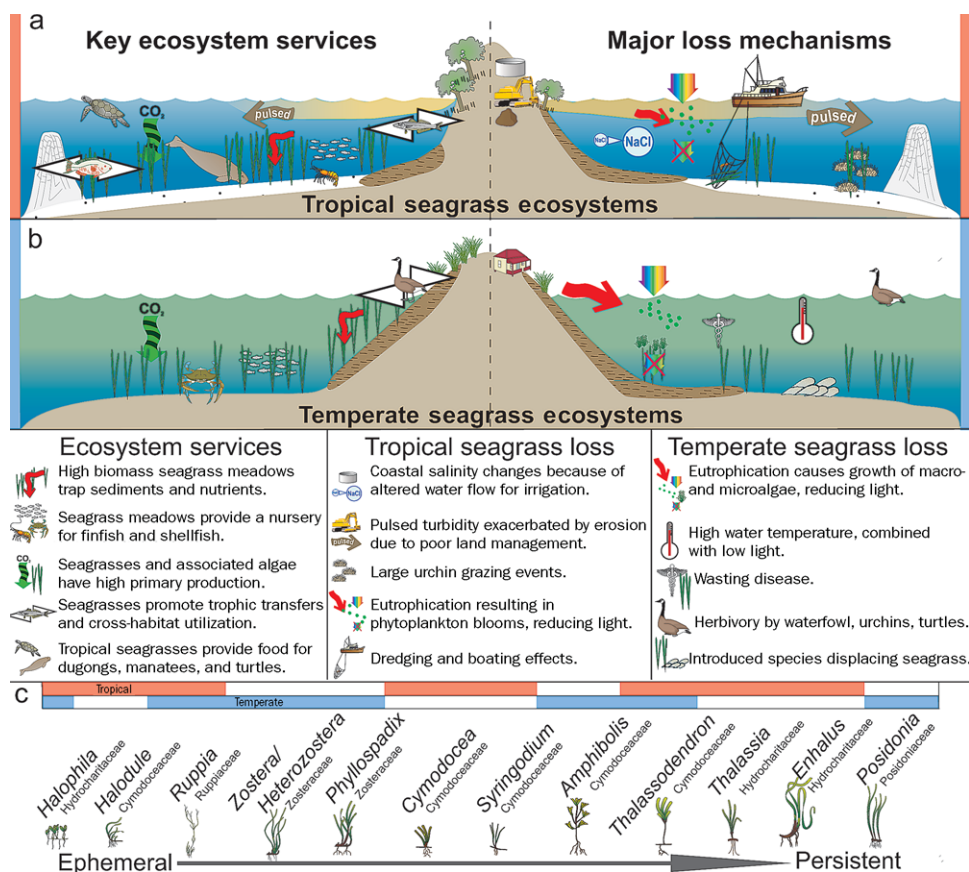 a
Key ecosystem services
Major loss mechanisms
CO₂
pulsed
NaCl
NaCl
pulsed
Tropical seagrass ecosystems
b
CO₂
Temperate seagrass ecosystems
Ecosystem services
High biomass seagrass meadows
trap sediments and nutrients.
Seagrass meadows provide a nursery
for finfish and shellfish.
CO₂
Seagrasses and associated algae
have high primary production.
Seagrasses promote trophic transfers
and cross-habitat utilization.
Tropical seagrasses provide food for
dugongs, manatees, and turtles.
Tropical seagrass loss
Coastal salinity changes because of
altered water flow for irrigation.
NaCl
Pulsed turbidity exacerbated by erosion
due to poor land management.
pulsed
Large urchin grazing events.
Eutrophication resulting in
phytoplankton blooms, reducing light.
Dredging and boating effects.
Temperate seagrass loss
Eutrophication causes growth of macro-
and microalgae, reducing light.
High water temperature, combined
with low light.
Wasting disease.
Herbivory by waterfowl, urchins, turtles.
Introduced species displacing seagrass.
c
Tropical
Temperate
Halophila
Hydrocharitaceae
Halodule
Cymodoceaceae
Ruppia
Ruppiaceae
Zostera/
Heterozostera
Zosteraceae
Phyllospadix
Zosteraceae
Cymodocea
Cymodoceaceae
Syringodium
Cymodoceaceae
Amphibolis
Cymodoceaceae
Thalassodendron
Cymodoceaceae
Thalassia
Hydrocharitaceae
Enhalus
Hydrocharitaceae
Posidonia
Posidoniaceae
Ephemeral
Persistent